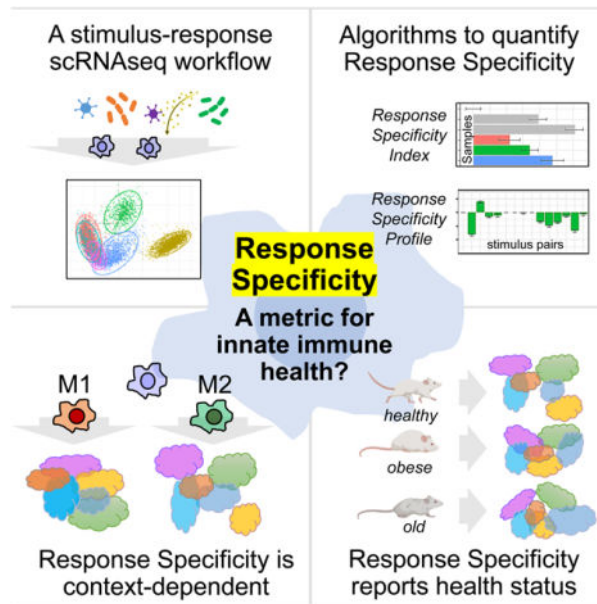 A stimulus-response
scRNAseq workflow
Algorithms to quantify
Response Specificity
Response
Specificity
Index
Samples
Response
Specificity
Profile
stimulus pairs
Response
Specificity
A metric for
innate immune
health?
M1
M2
Response Specificity is
context-dependent
healthy
obese
old
Response Specificity
reports health status